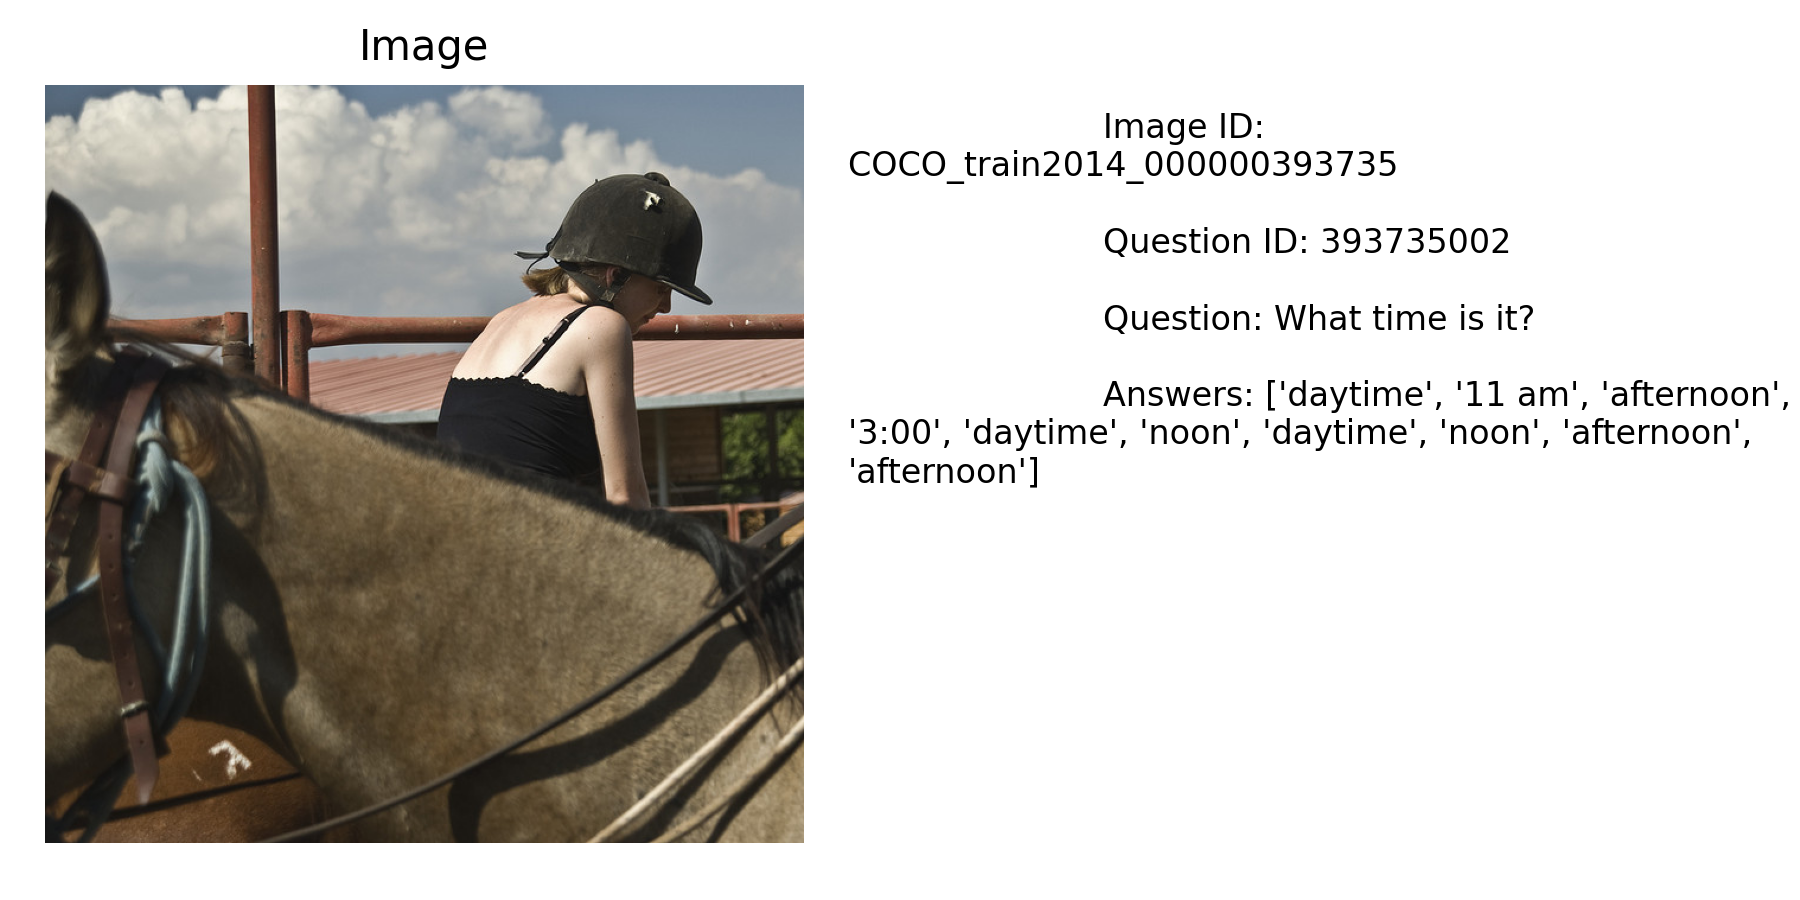 Image
Image ID:
COCO_train2014_000000393735
Question ID: 393735002
Question: What time is it?
Answers: ['daytime', '11 am', 'afternoon',
'3:00', 'daytime', 'noon', 'daytime', 'noon', 'afternoon',
'afternoon']